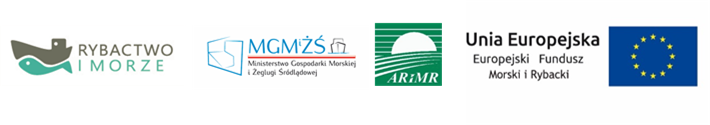 RYBACTWO
I MORZE
MGMiŻŚ
Ministerstwo Gospodarki Morskiej
i Żeglugi Śródlądowej
ARiMR
Unia Europejska
Europejski Fundusz
Morski i Rybacki